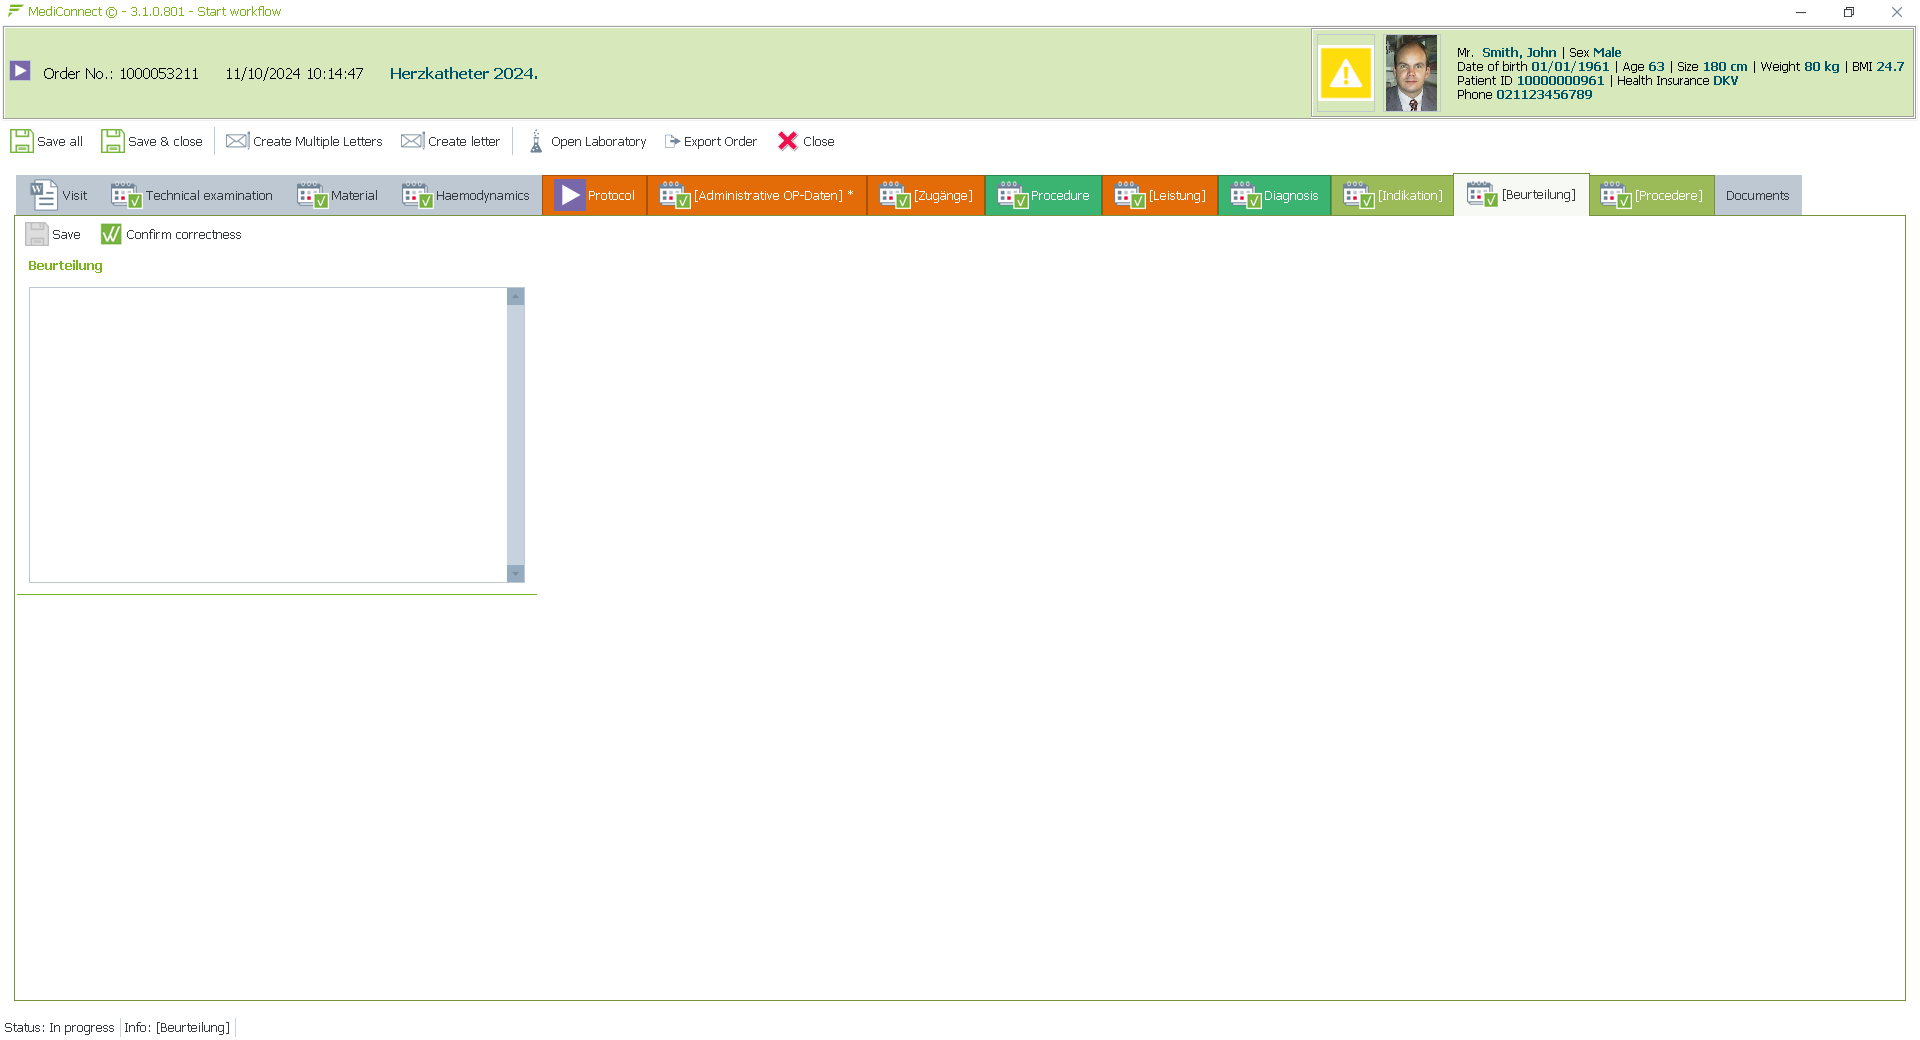 MediConnect © - 3.1.0.801 - Start workflow
Order No.: 1000053211 11/10/2024 10:14:47 Herzkatheter 2024.
Mr. Smith, John | Sex Male
Date of birth 01/01/1961 | Age 63 | Size 180 cm | Weight 80 kg | BMI 24.7
Patient ID 10000000961 | Health Insurance DKV
Phone 021123456789
Save all Save & close Create Multiple Letters Create letter Open Laboratory Export Order Close
Visit Technical examination Material Haemodynamics Protocol [Administrative OP-Daten] * [Zugänge] Procedure [Leistung] Diagnosis [Indikation] [Beurteilung] [Procedere] Documents
Save Confirm correctness
Beurteilung
Status: In progress Info: [Beurteilung]